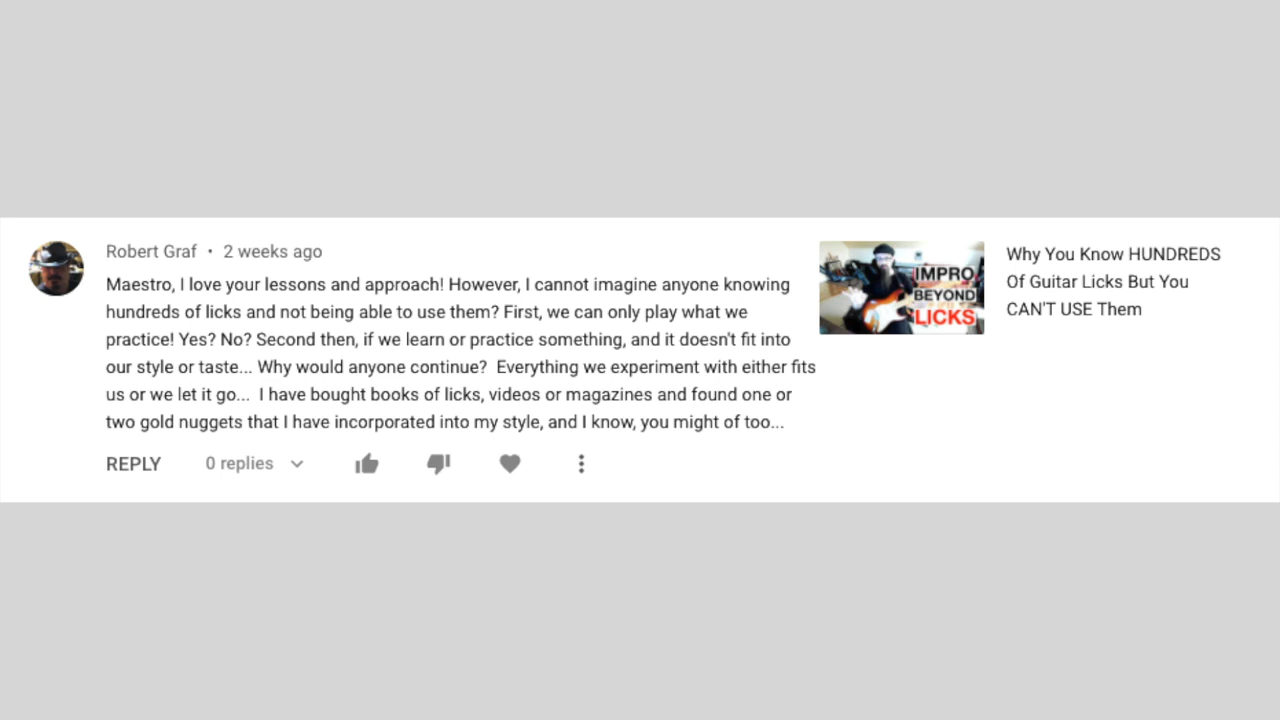 Robert Graf • 2 weeks ago
Maestro, I love your lessons and approach! However, I cannot imagine anyone knowing
hundreds of licks and not being able to use them? First, we can only play what we
practice! Yes? No? Second then, if we learn or practice something, and it doesn't fit into
our style or taste... Why would anyone continue?  Everything we experiment with either fits
us or we let it go...  I have bought books of licks, videos or magazines and found one or
two gold nuggets that I have incorporated into my style, and I know, you might of too...
REPLY 0 replies
IMPRO
BEYOND
LICKS
Why You Know HUNDREDS
Of Guitar Licks But You
CAN'T USE Them